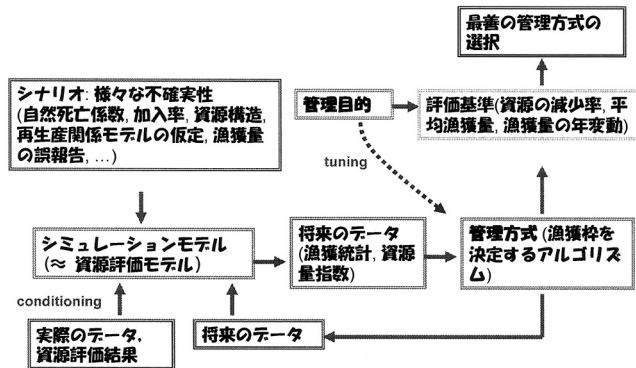 最善の管理方式の
選択
シナリオ: 様々な不確実性
(自然死亡係数, 加入率, 資源構造,
再生産関係モデルの仮定, 漁獲量
の誤報告, …)
管理目的
評価基準(資源の減少率, 平
均漁獲量, 漁獲量の年変動)
tuning
シミュレーションモデル
(≈ 資源評価モデル)
将来のデータ
(漁獲統計, 資源
量指数)
管理方式 (漁獲枠を
決定するアルゴリズ
ム)
conditioning
実際のデータ,
資源評価結果
将来のデータ